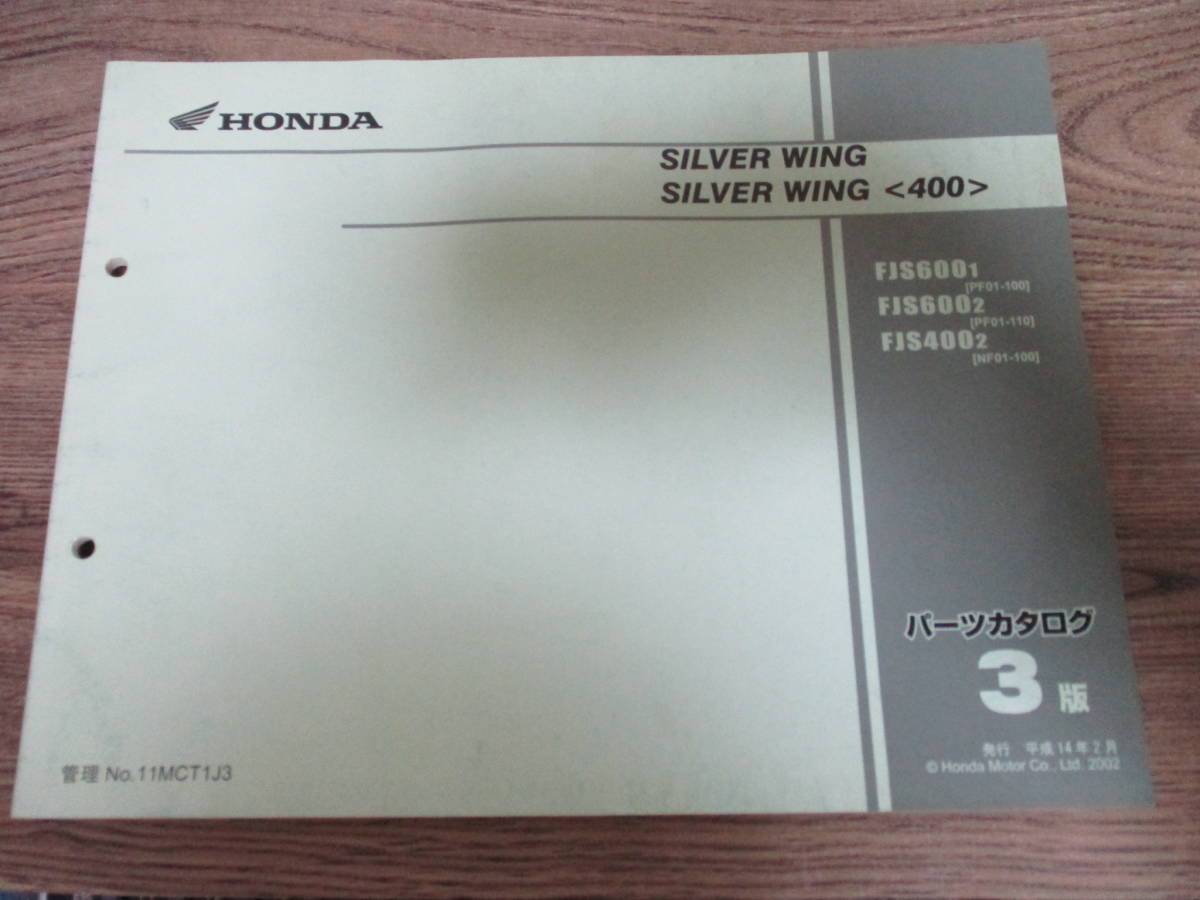 HONDA
SILVER WING
SILVER WING <400>
FJS6001
[PF01-100]
FJS6002
[PF01-110]
FJS4002
[NF01-100]
パーツカタログ
3版
発行 平成14年2月
© Honda Motor Co., Ltd. 2002
管理 No.11MCT1J3